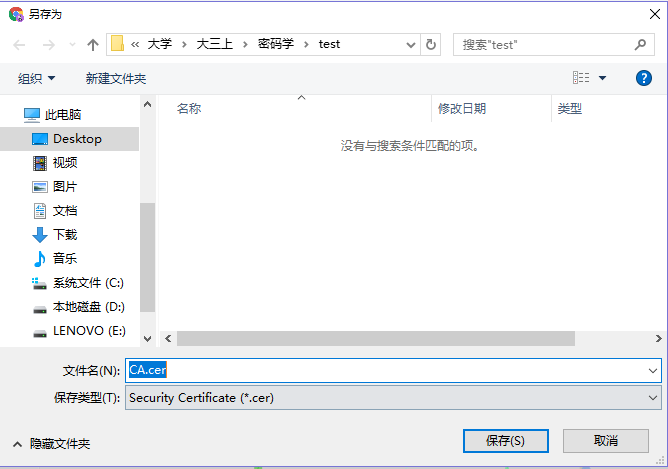 另存为
« 大学 › 大三上 › 密码学 › test
搜索"test"
组织 新建文件夹
名称 修改日期 类型
没有与搜索条件匹配的项。
此电脑
Desktop
视频
图片
文档
下载
音乐
系统文件 (C:)
本地磁盘 (D:)
LENOVO (E:)
文件名(N): CA.cer
保存类型(T): Security Certificate (*.cer)
隐藏文件夹 保存(S) 取消